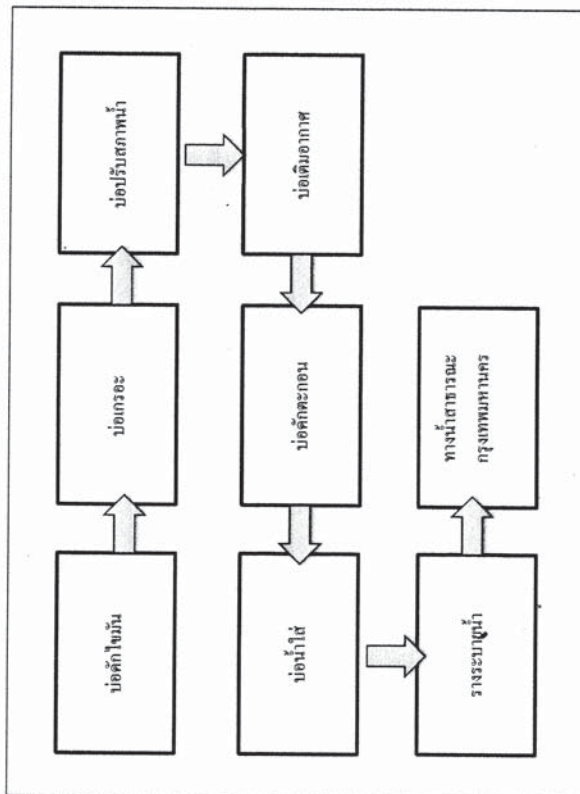 บ่อดักไขมัน
บ่อเกรอะ
บ่อปรับสภาพน้ำ
บ่อเติมอากาศ
บ่อดักตะกอน
บ่อน้ำใส่
รางระบายน้ำ
ทางน้ำสาธารณะ
กรุงเทพมหานคร